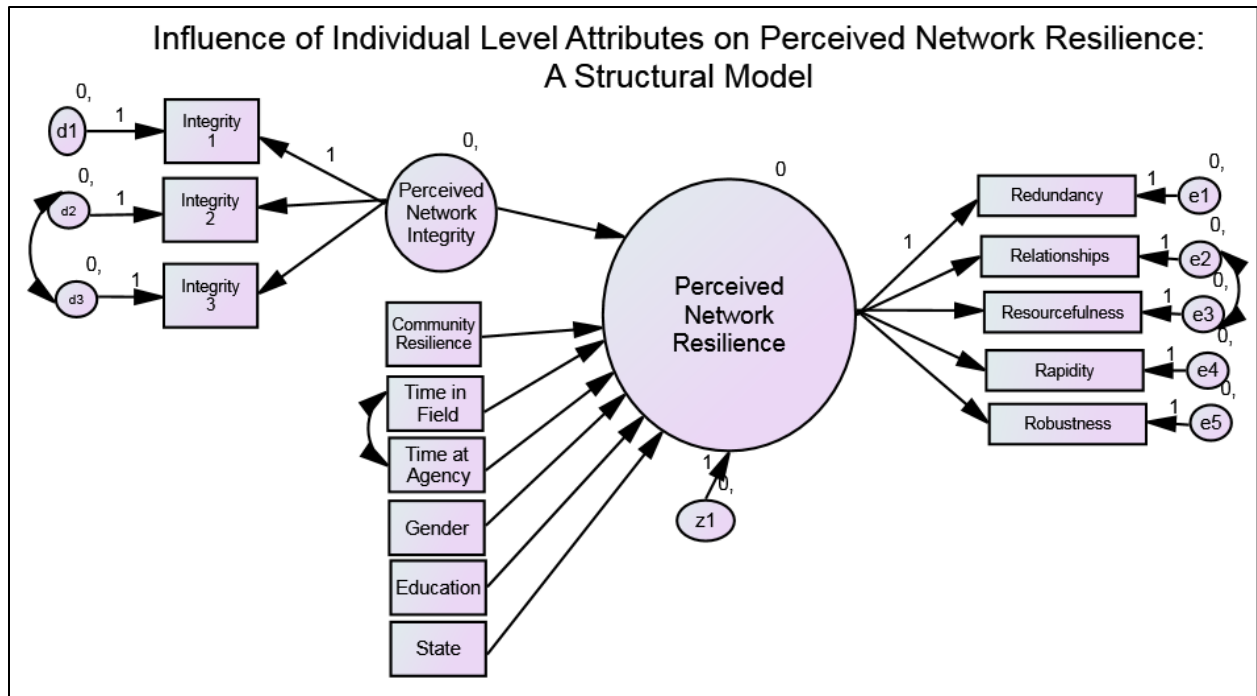 Influence of Individual Level Attributes on Perceived Network Resilience:
A Structural Model
0,
d1
1
Integrity
1
0,
d2
1
Integrity
2
0,
d3
1
Integrity
3
1
0,
Perceived
Network
Integrity
Community
Resilience
Time in
Field
Time at
Agency
Gender
Education
State
0
Perceived
Network
Resilience
1
0,
z1
1
Redundancy
1
0,
e1
Relationships
1
0,
e2
Resourcefulness
1
0,
e3
Rapidity
1
0,
e4
Robustness
1
0,
e5